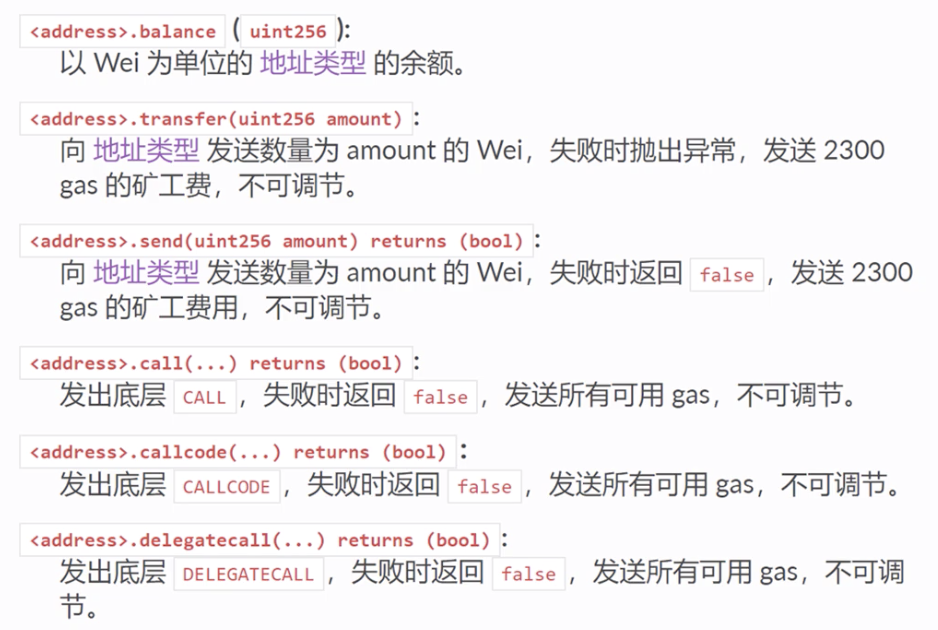 <address>.balance (uint256):
以 Wei 为单位的 地址类型 的余额。
<address>.transfer(uint256 amount):
向 地址类型 发送数量为 amount 的 Wei，失败时抛出异常，发送 2300
gas 的矿工费，不可调节。
<address>.send(uint256 amount) returns (bool):
向 地址类型 发送数量为 amount 的 Wei，失败时返回 false，发送 2300
gas 的矿工费用，不可调节。
<address>.call(...) returns (bool):
发出底层 CALL，失败时返回 false，发送所有可用 gas，不可调节。
<address>.callcode(...) returns (bool):
发出底层 CALLCODE，失败时返回 false，发送所有可用 gas，不可调节。
<address>.delegatecall(...) returns (bool):
发出底层 DELEGATECALL，失败时返回 false，发送所有可用 gas，不可调
节。